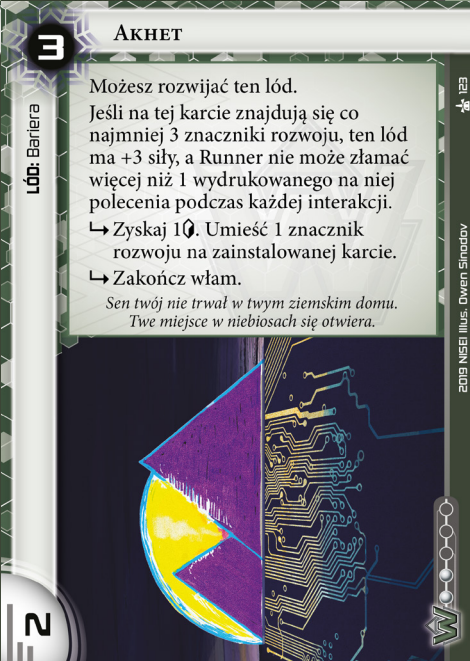 3
Akhet
LÓD: Bariera
Możesz rozwijać ten lód.
Jeśli na tej karcie znajdują się co
najmniej 3 znaczniki rozwoju, ten lód
ma +3 siły, a Runner nie może złamać
więcej niż 1 wydrukowanego na niej
polecenia podczas każdej interakcji.
Zyskaj 1. Umieść 1 znacznik
rozwoju na zainstalowanej karcie.
Zakończ włam.
Sen twój nie trwał w twym ziemskim domu.
Twe miejsce w niebiosach się otwiera.
2
2019 NISEI Illus. Owen Sinodov
123